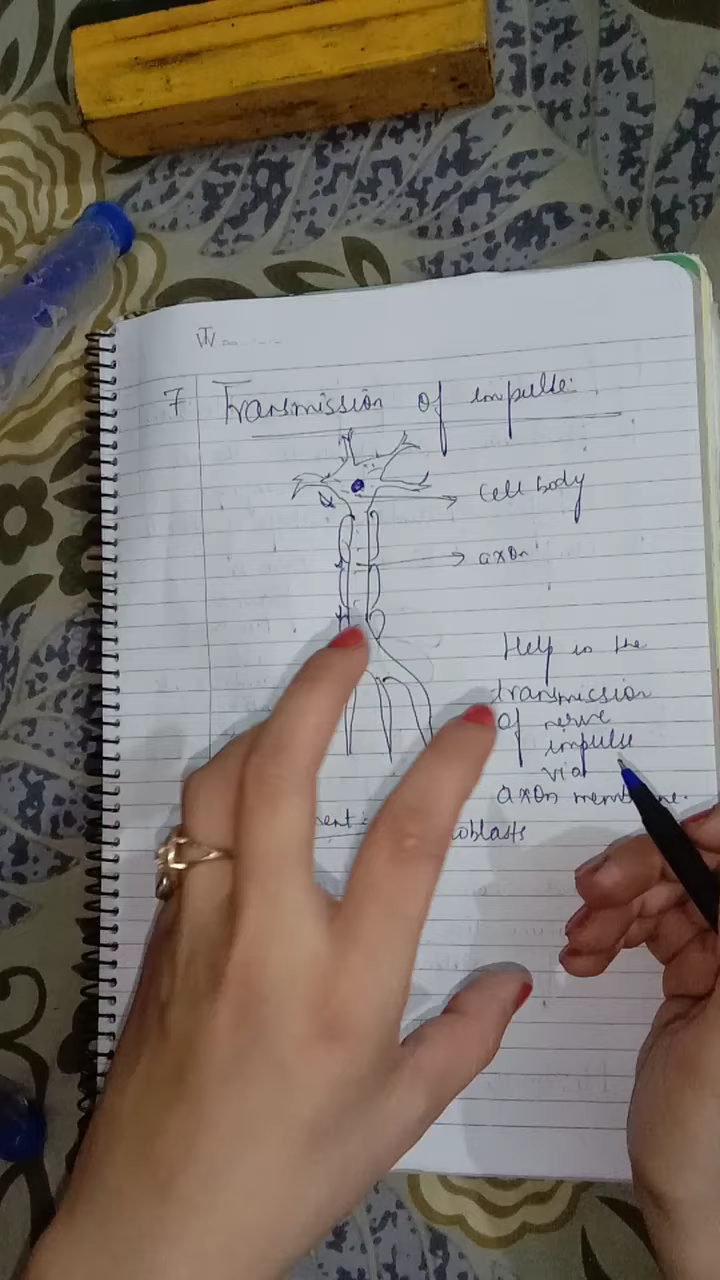 7 Transmission of impulse:
Cell body
axon
Help in the
transmission
of nerve
impulse
via
axon membrane.